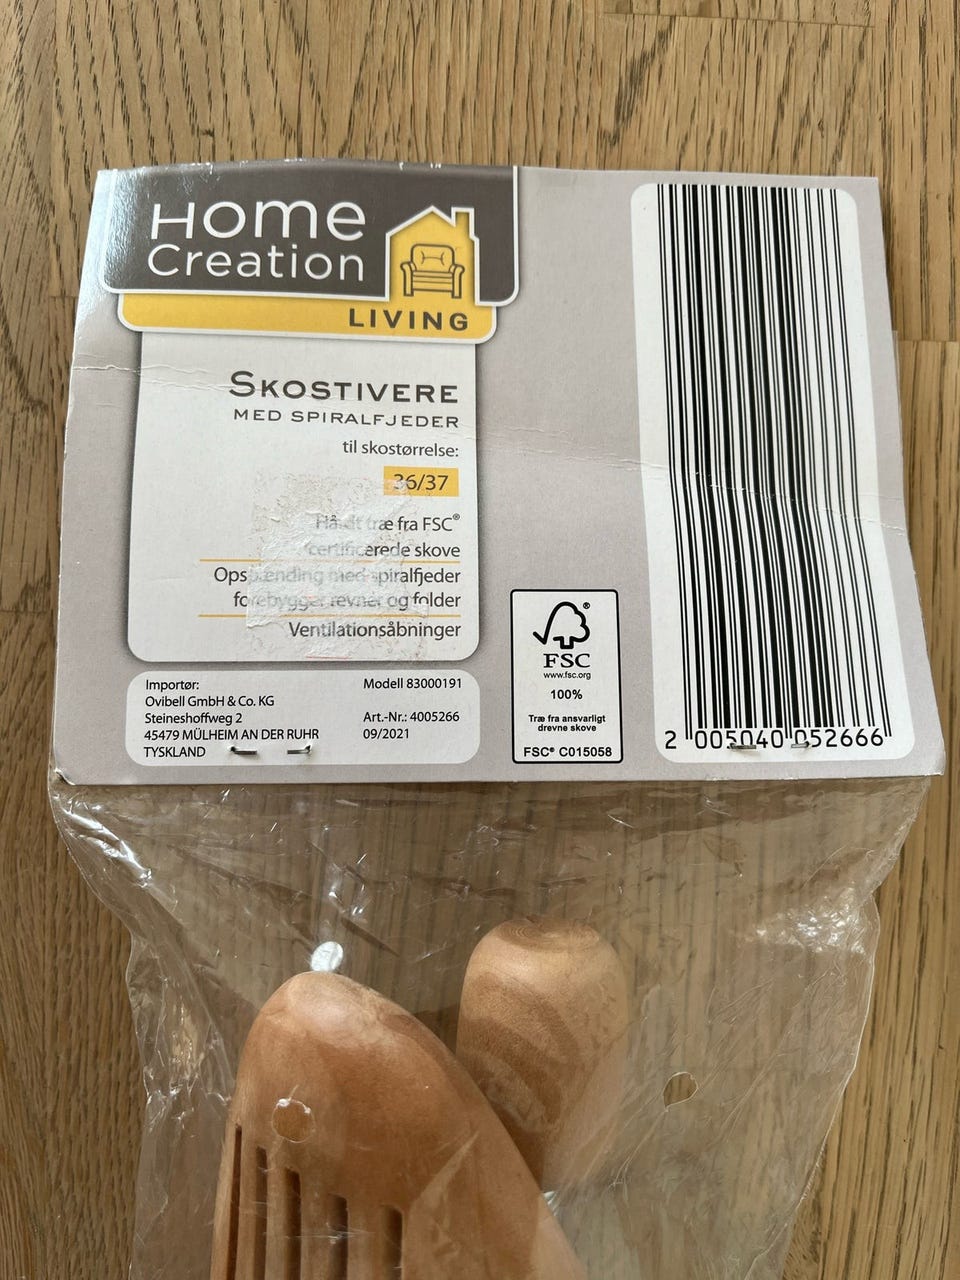 Home
Creation
LIVING
SKOSTIVERE
MED SPIRALFJEDER
til skostørrelse:
36/37
Hårdt træ fra FSC®
certificerede skove
Opspænding med spiralfjeder
forebygger revner og folder
Ventilationsåbninger
Importør:
Ovibell GmbH & Co. KG
Steineshoffweg 2
45479 MÜLHEIM AN DER RUHR
TYSKLAND
Modell 83000191
Art.-Nr.: 4005266
09/2021
®
FSC
www.fsc.org
100%
Træ fra ansvarligt
drevne skove
FSC® C015058
2 005040 052666